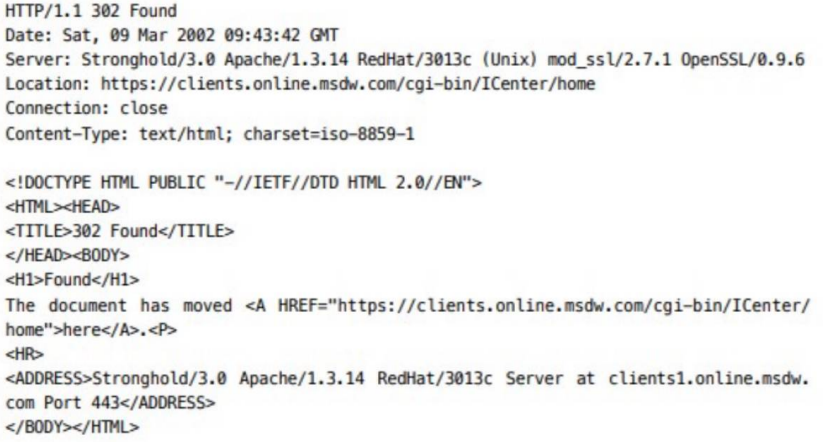 HTTP/1.1 302 Found
Date: Sat, 09 Mar 2002 09:43:42 GMT
Server: Stronghold/3.0 Apache/1.3.14 RedHat/3013c (Unix) mod_ssl/2.7.1 OpenSSL/0.9.6
Location: https://clients.online.msdw.com/cgi-bin/ICenter/home
Connection: close
Content-Type: text/html; charset=iso-8859-1

<!DOCTYPE HTML PUBLIC "-//IETF//DTD HTML 2.0//EN">
<HTML><HEAD>
<TITLE>302 Found</TITLE>
</HEAD><BODY>
<H1>Found</H1>
The document has moved <A HREF="https://clients.online.msdw.com/cgi-bin/ICenter/
home">here</A>.<P>
<HR>
<ADDRESS>Stronghold/3.0 Apache/1.3.14 RedHat/3013c Server at clients1.online.msdw.
com Port 443</ADDRESS>
</BODY></HTML>